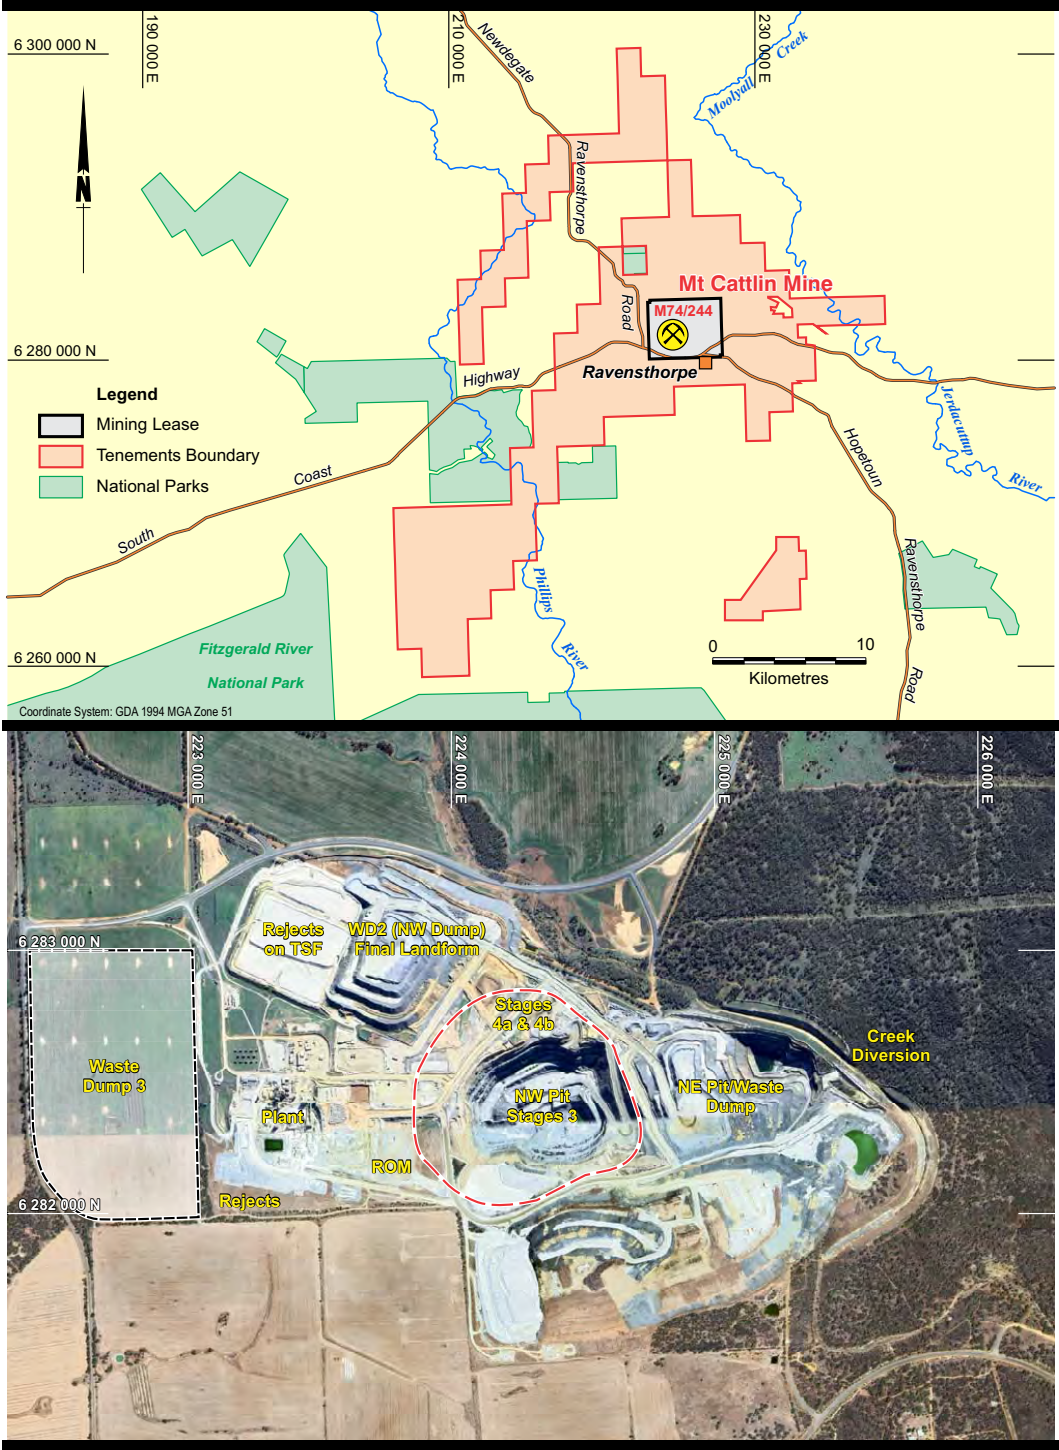 190 000 E
210 000 E
230 000 E
6 300 000 N
Newdegate
Moolyall
Creek
N
Ravensthorpe
Road
Mt Cattlin Mine
M74/244
6 280 000 N
Highway
Ravensthorpe
Legend
Mining Lease
Tenements Boundary
National Parks
Jerdacuttup
River
Hopetoun
Coast
South
Ravensthorpe
Road
Phillips
River
0 10
Kilometres
Fitzgerald River
National Park
6 260 000 N
Coordinate System: GDA 1994 MGA Zone 51
223 000 E
224 000 E
225 000 E
226 000 E
Rejects
on TSF
WD2 (NW Dump)
Final Landform
6 283 000 N
Stages
4a & 4b
Creek
Diversion
Waste
Dump 3
NW Pit
Stages 3
NE Pit/Waste
Dump
Plant
ROM
Rejects
6 282 000 N